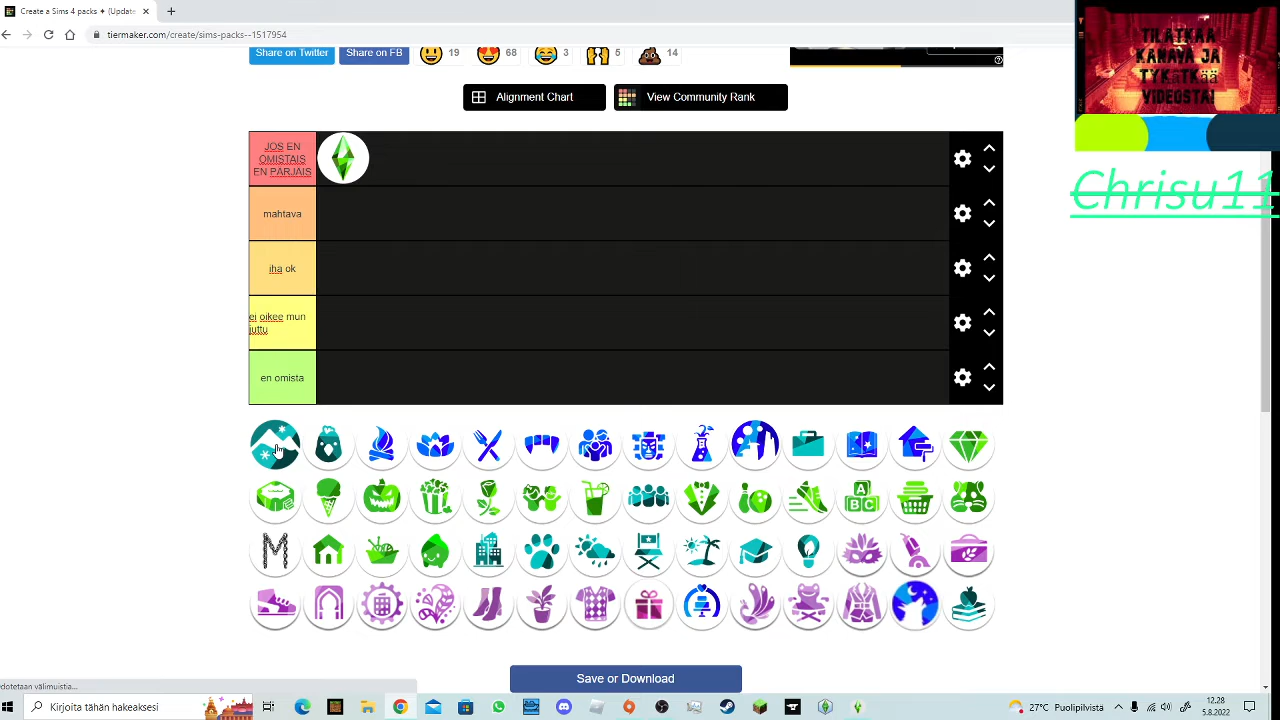 Create a Sims 4 packs ✦ (Update
tiermaker.com/create/sims-packs--1517954
TILATKAA
KANAVA JA
TYKÄTKÄÄ
VIDEOSTA!
Share on Twitter
Share on FB
19
68
3
5
14
Alignment Chart
View Community Rank
Chrisu11
JOS EN
OMISTAIS
EN PÄRJÄIS
mahtava
iha ok
ei oikee mun
juttu
en omista
A
BC
M
Save or Download
Kirjoita tähän hakeaksesi
27°C Puolipilvistä
12.28
5.8.2022